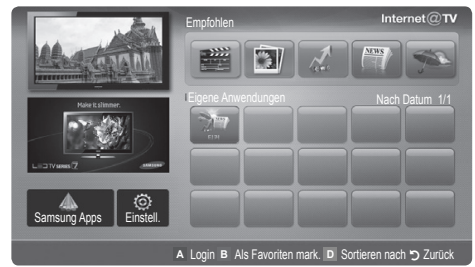 Empfohlen
Internet@TV
NEWS
Make it slimmer.
LED TV SERIES 7
SAMSUNG
Eigene Anwendungen
Nach Datum 1/1
Samsung Apps
Einstell.
A Login B Als Favoriten mark. D Sortieren nach Zurück